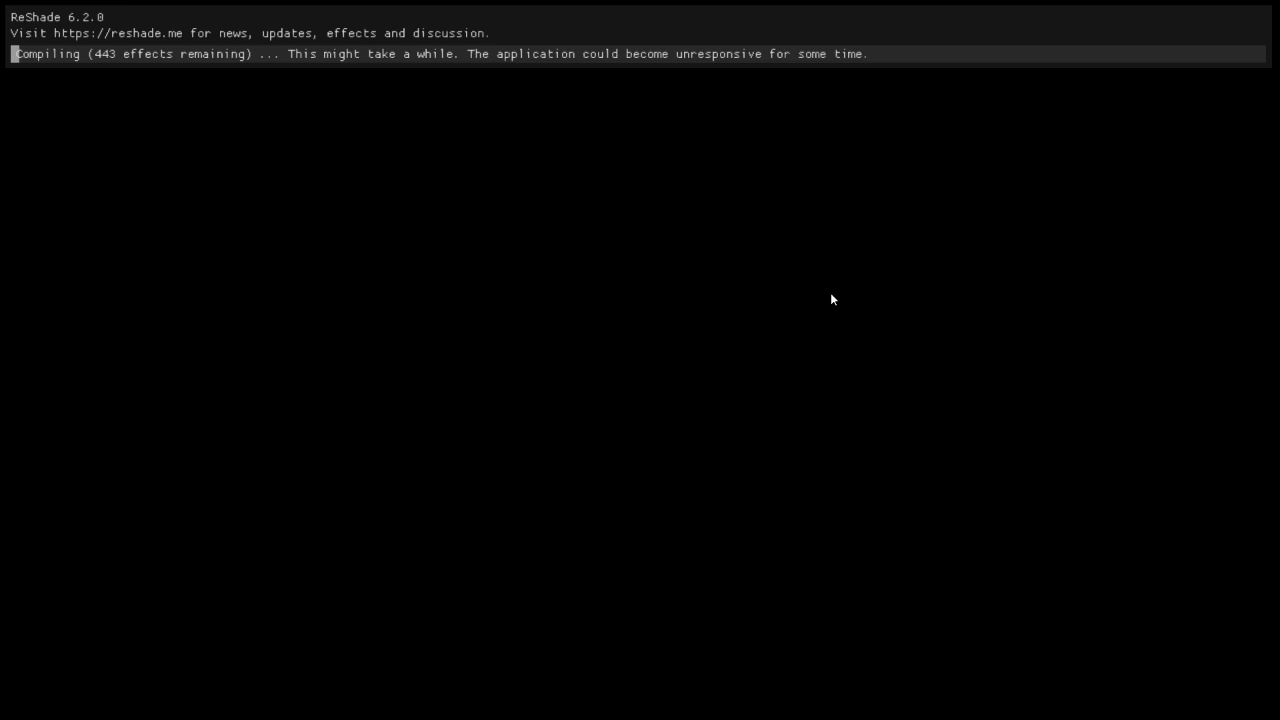 ReShade 6.2.0
Visit https://reshade.me for news, updates, effects and discussion.
Compiling (443 effects remaining) ... This might take a while. The application could become unresponsive for some time.